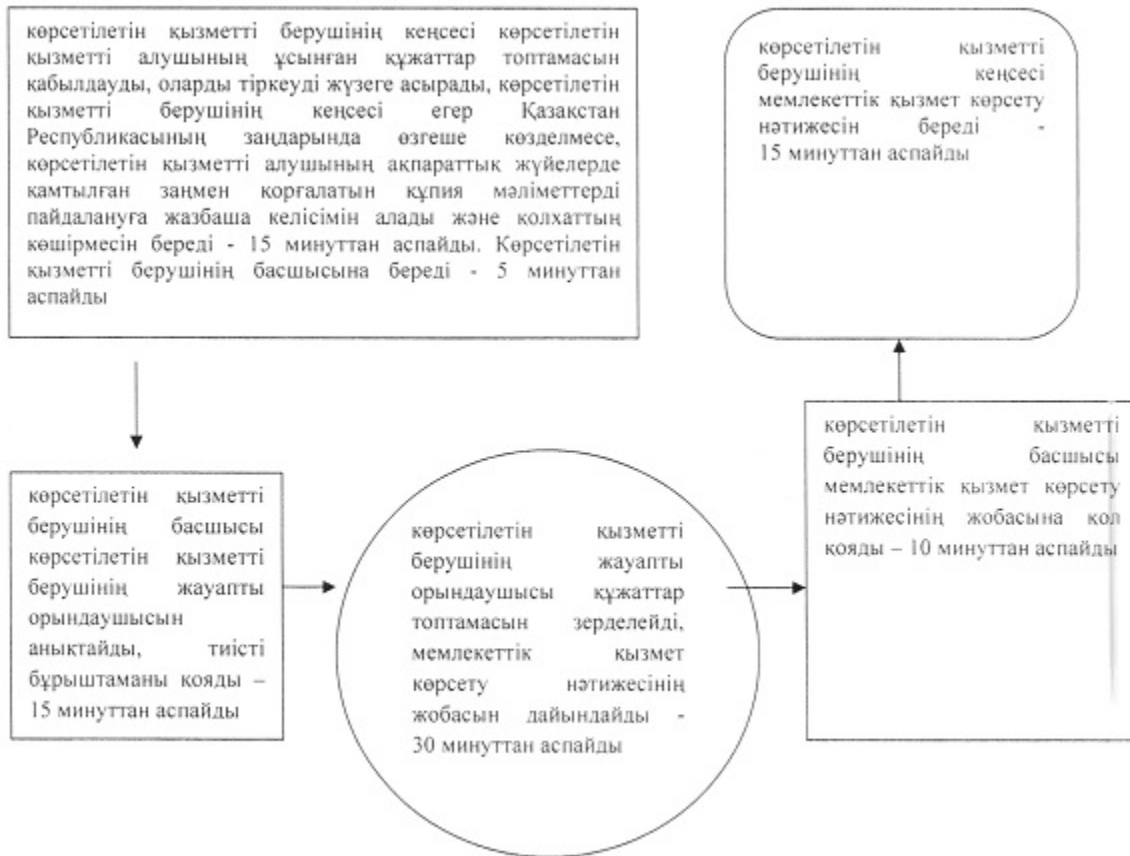 көрсетілетін қызметті берушінің кеңсесі көрсетілетін
қызметті алушының ұсынған құжаттар топтамасын
қабылдауды, оларды тіркеуді жүзеге асырады, көрсетілетін
қызметті берушінің кеңсесі егер Қазақстан
Республикасының заңдарында өзгеше көзделмесе,
көрсетілетін қызметті алушының ақпараттық жүйелерде
қамтылған заңмен қорғалатын құпия мәліметтерді
пайдалануға жазбаша келісімін алады және қолхаттың
көшірмесін береді - 15 минуттан аспайды. Көрсетілетін
қызметті берушінің басшысына береді - 5 минуттан
аспайды
көрсетілетін қызметті
берушінің басшысы
көрсетілетін қызметті
берушінің жауапты
орындаушысын
анықтайды, тиісті
бұрыштаманы қояды –
15 минуттан аспайды
көрсетілетін қызметті
берушінің жауапты
орындаушысы құжаттар
топтамасын зерделейді,
мемлекеттік қызмет
көрсету нәтижесінің
жобасын дайындайды -
30 минуттан аспайды
көрсетілетін қызметті
берушінің басшысы
мемлекеттік қызмет көрсету
нәтижесінің жобасына қол
қояды – 10 минуттан аспайды
көрсетілетін қызметті
берушінің кеңсесі
мемлекеттік қызмет көрсету
нәтижесін береді -
15 минуттан аспайды